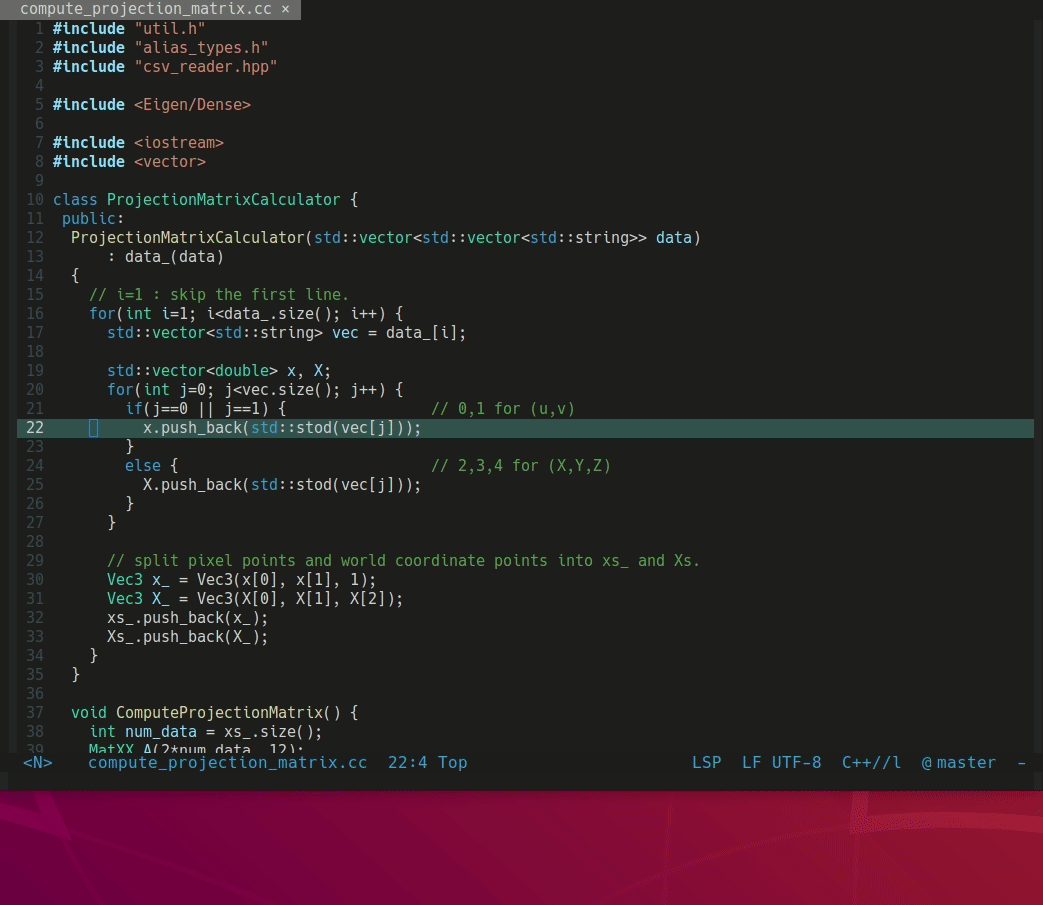 compute_projection_matrix.cc ×
1 #include "util.h"
2 #include "alias_types.h"
3 #include "csv_reader.hpp"
4
5 #include <Eigen/Dense>
6
7 #include <iostream>
8 #include <vector>
9
10 class ProjectionMatrixCalculator {
11  public:
12   ProjectionMatrixCalculator(std::vector<std::vector<std::string>> data)
13       : data_(data)
14   {
15     // i=1 : skip the first line.
16     for(int i=1; i<data_.size(); i++) {
17       std::vector<std::string> vec = data_[i];
18
19       std::vector<double> x, X;
20       for(int j=0; j<vec.size(); j++) {
21         if(j==0 || j==1) {                // 0,1 for (u,v)
22           x.push_back(std::stod(vec[j]));
23         }
24         else {                            // 2,3,4 for (X,Y,Z)
25           X.push_back(std::stod(vec[j]));
26         }
27       }
28
29       // split pixel points and world coordinate points into xs_ and Xs.
30       Vec3 x_ = Vec3(x[0], x[1], 1);
31       Vec3 X_ = Vec3(X[0], X[1], X[2]);
32       xs_.push_back(x_);
33       Xs_.push_back(X_);
34     }
35   }
36
37   void ComputeProjectionMatrix() {
38     int num_data = xs_.size();
39     MatXX A(2*num_data, 12);
<N> compute_projection_matrix.cc 22:4 Top LSP LF UTF-8 C++//l @ master -